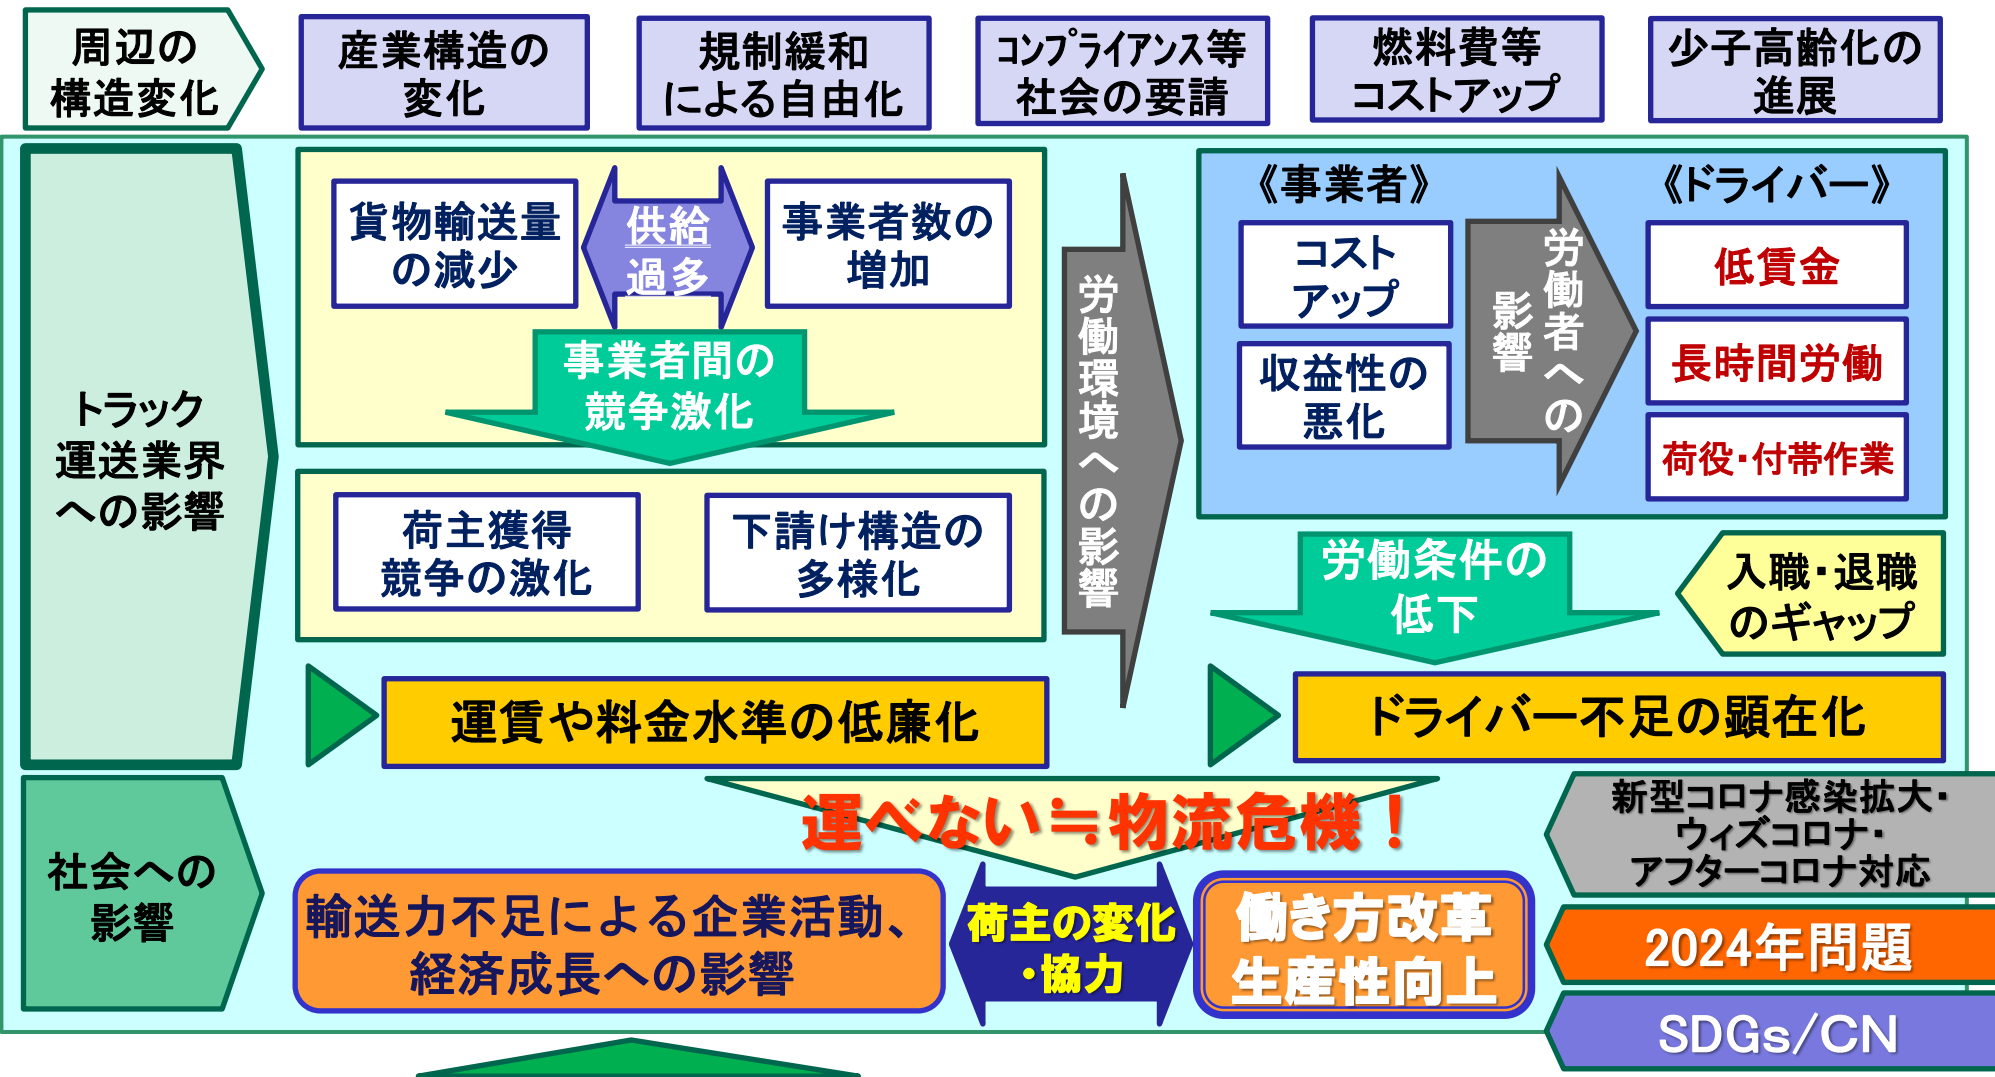 周辺の
構造変化
産業構造の
変化
規制緩和
による自由化
コンプライアンス等
社会の要請
燃料費等
コストアップ
少子高齢化の
進展
トラック
運送業界
への影響
貨物輸送量
の減少
供給
過多
事業者数の
増加
事業者間の
競争激化
荷主獲得
競争の激化
下請け構造の
多様化
運賃や料金水準の低廉化
労働環境への影響
《事業者》
コスト
アップ
収益性の
悪化
労働者への
影響
《ドライバー》
低賃金
長時間労働
荷役・付帯作業
労働条件の
低下
入職・退職
のギャップ
ドライバー不足の顕在化
社会への
影響
運べない≒物流危機！
輸送力不足による企業活動、
経済成長への影響
荷主の変化
・協力
働き方改革
生産性向上
新型コロナ感染拡大・
ウィズコロナ・
アフターコロナ対応
2024年問題
SDGs/CN